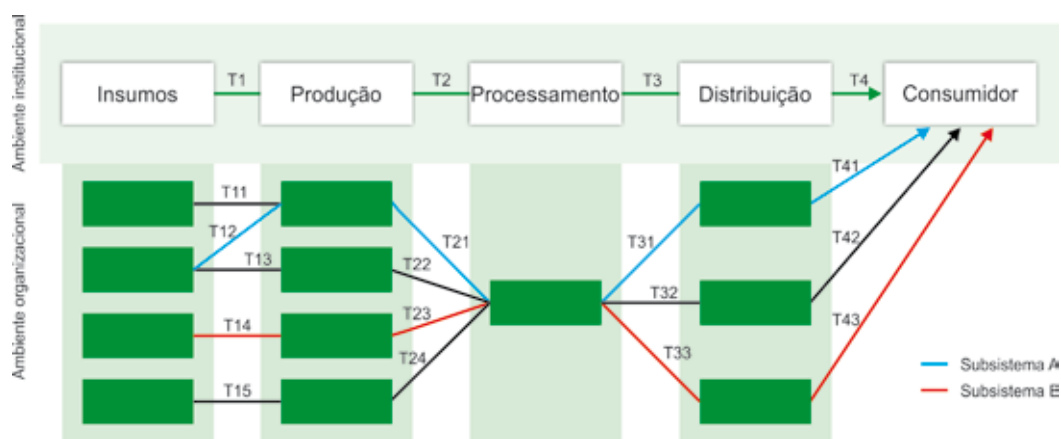 Ambiente institucional
Insumos
T1
Produção
T2
Processamento
T3
Distribuição
T4
Consumidor
Ambiente organizacional
T11
T12
T13
T14
T15
T21
T22
T23
T24
T31
T32
T33
T41
T42
T43
Subsistema A
Subsistema B